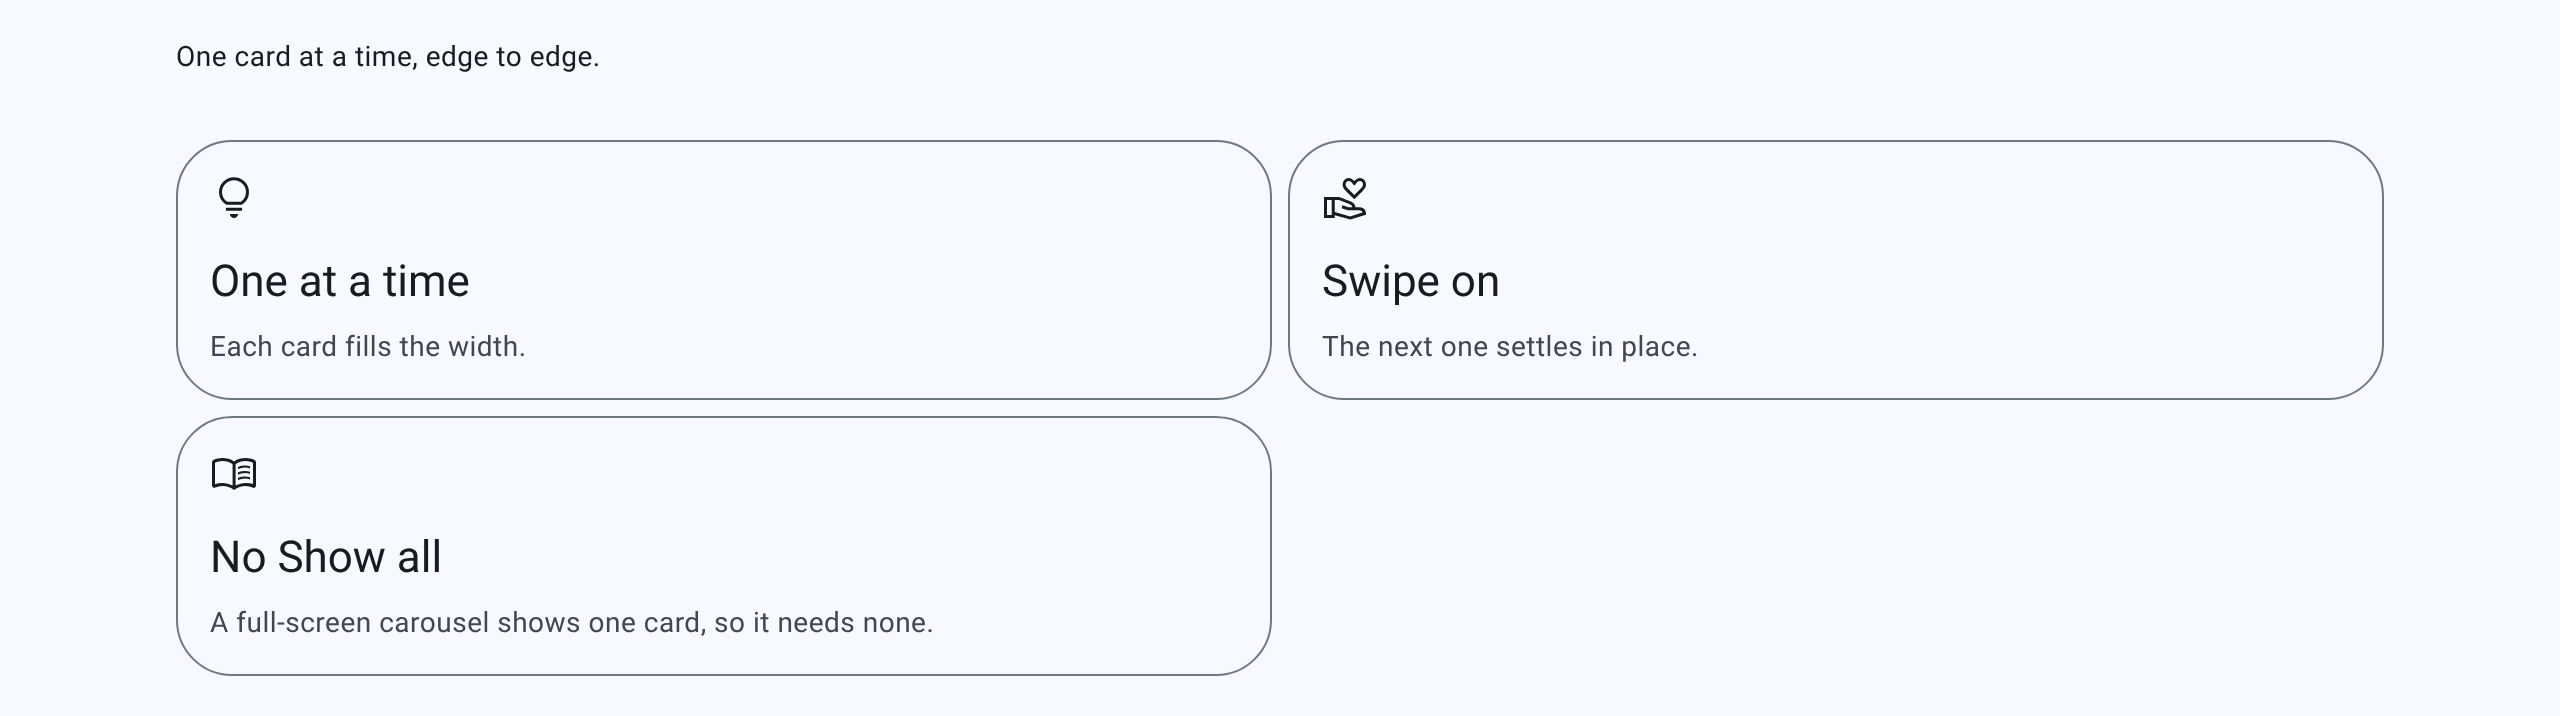 One card at a time, edge to edge.
One at a time
Each card fills the width.
Swipe on
The next one settles in place.
No Show all
A full-screen carousel shows one card, so it needs none.